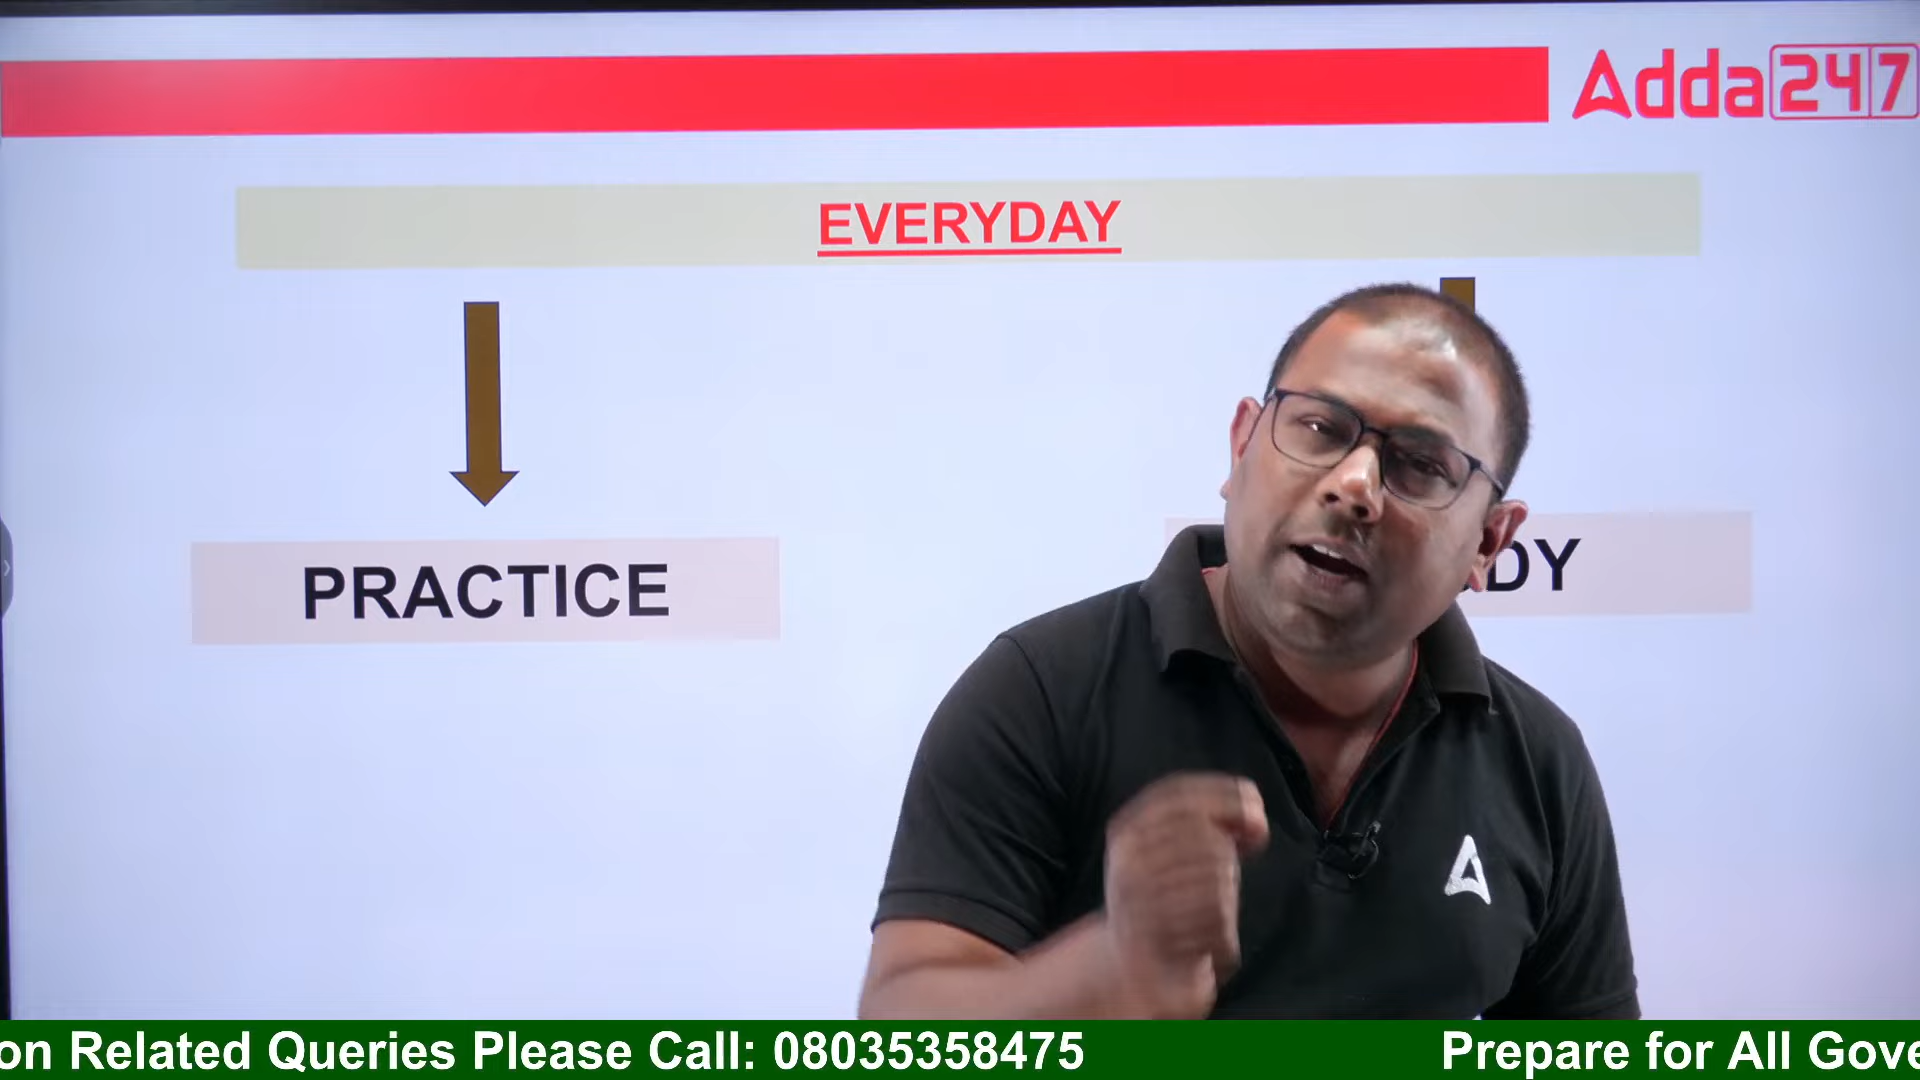 Adda247
EVERYDAY
PRACTICE
DY
on Related Queries Please Call: 08035358475
Prepare for All Gove